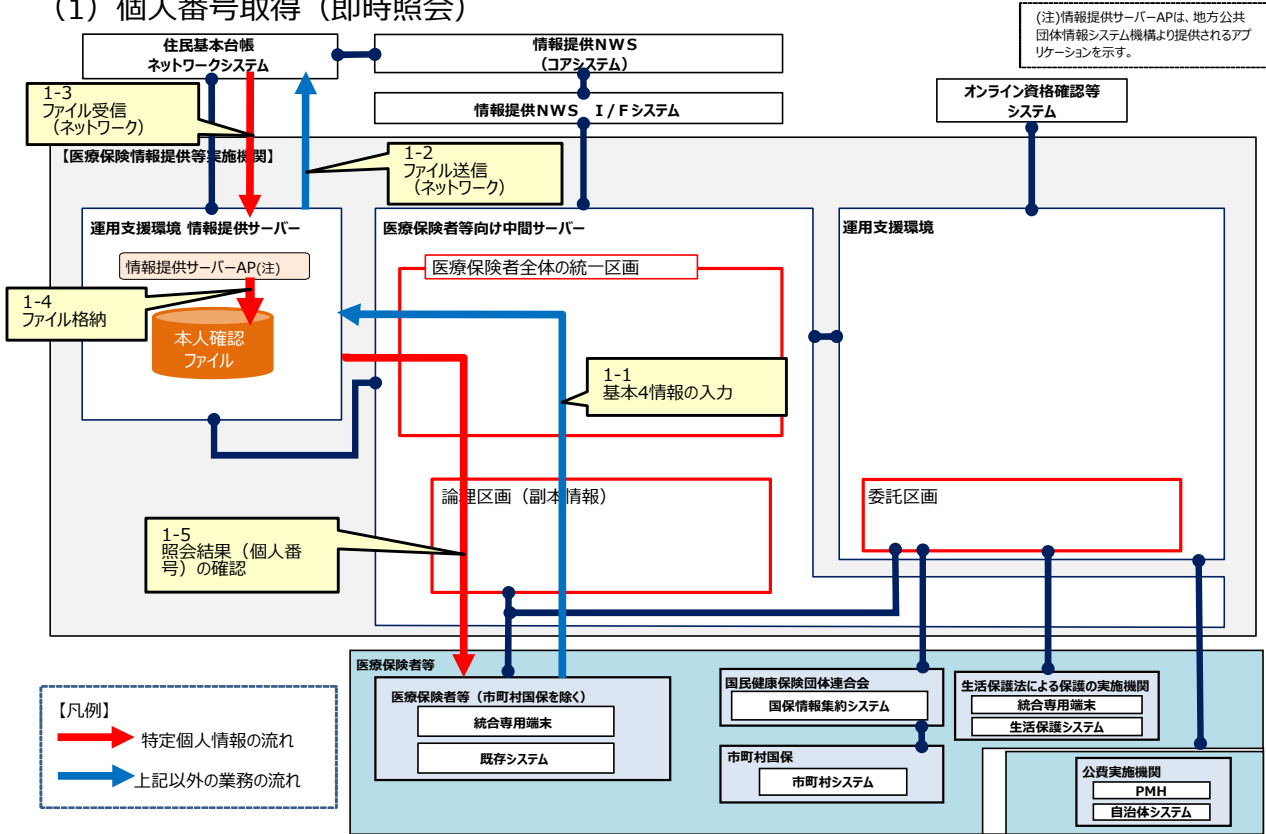 （1）個人番号取得（即時照会）
(注)情報提供サーバーAPは、地方公共
団体情報システム機構より提供されるアプ
リケーションを示す。
住民基本台帳
ネットワークシステム
情報提供NWS
（コアシステム）
情報提供NWS　I／Fシステム
オンライン資格確認等
システム
1-3
ファイル受信
（ネットワーク）
1-2
ファイル送信
（ネットワーク）
【医療保険情報提供等実施機関】
運用支援環境 情報提供サーバー
医療保険者等向け中間サーバー
運用支援環境
情報提供サーバーAP(注)
医療保険者全体の統一区画
1-4
ファイル格納
本人確認
ファイル
1-1
基本4情報の入力
論理区画（副本情報）
委託区画
1-5
照会結果（個人番
号）の確認
医療保険者等
医療保険者等（市町村国保を除く）
統合専用端末
既存システム
国民健康保険団体連合会
国保情報集約システム
市町村国保
市町村システム
生活保護法による保護の実施機関
統合専用端末
生活保護システム
公費実施機関
PMH
自治体システム
【凡例】
特定個人情報の流れ
上記以外の業務の流れ